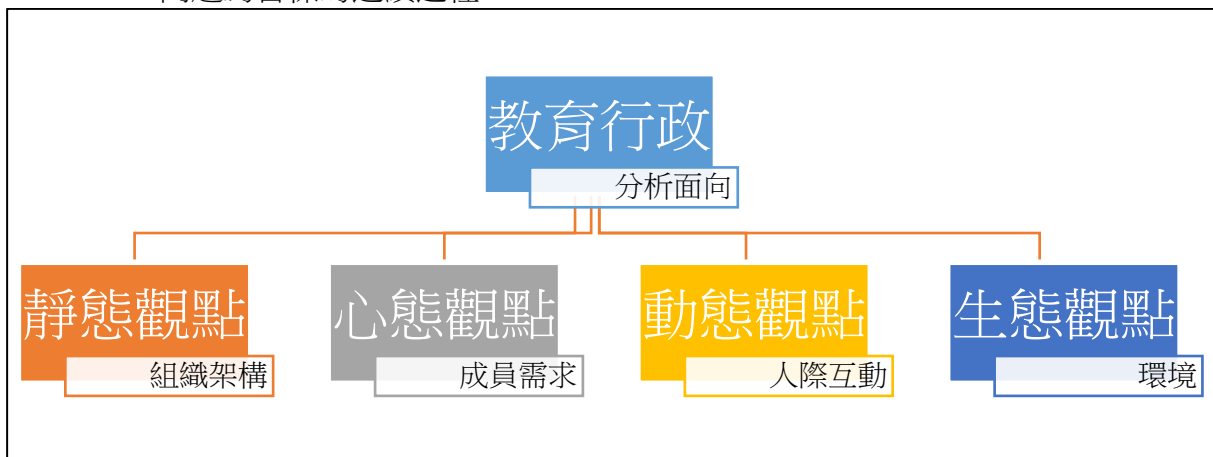 教育行政
分析面向
靜態觀點
組織架構
心態觀點
成員需求
動態觀點
人際互動
生態觀點
環境